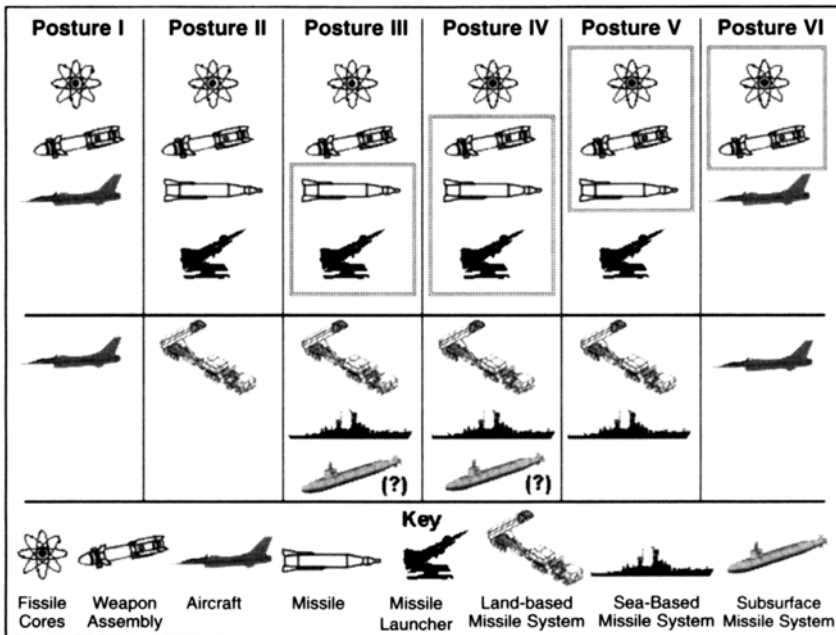 Posture I Posture II Posture III Posture IV Posture V Posture VI
(?) (?)
Key
Fissile Cores
Weapon Assembly
Aircraft
Missile
Missile Launcher
Land-based Missile System
Sea-Based Missile System
Subsurface Missile System